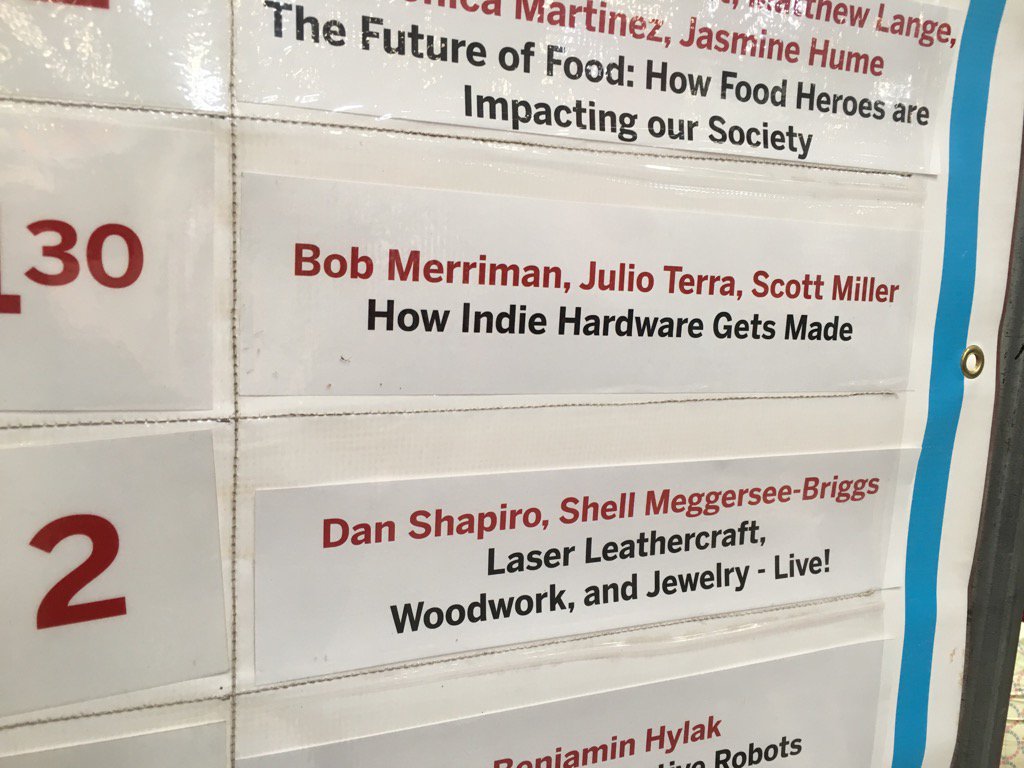 Martinez, Jasmine Hume
Lange,
The Future of Food: How Food Heroes are
Impacting our Society
30
Bob Merriman, Julio Terra, Scott Miller
How Indie Hardware Gets Made
2
Dan Shapiro, Shell Meggersee-Briggs
Laser Leathercraft,
Woodwork, and Jewelry - Live!
Benjamin Hylak
Robots